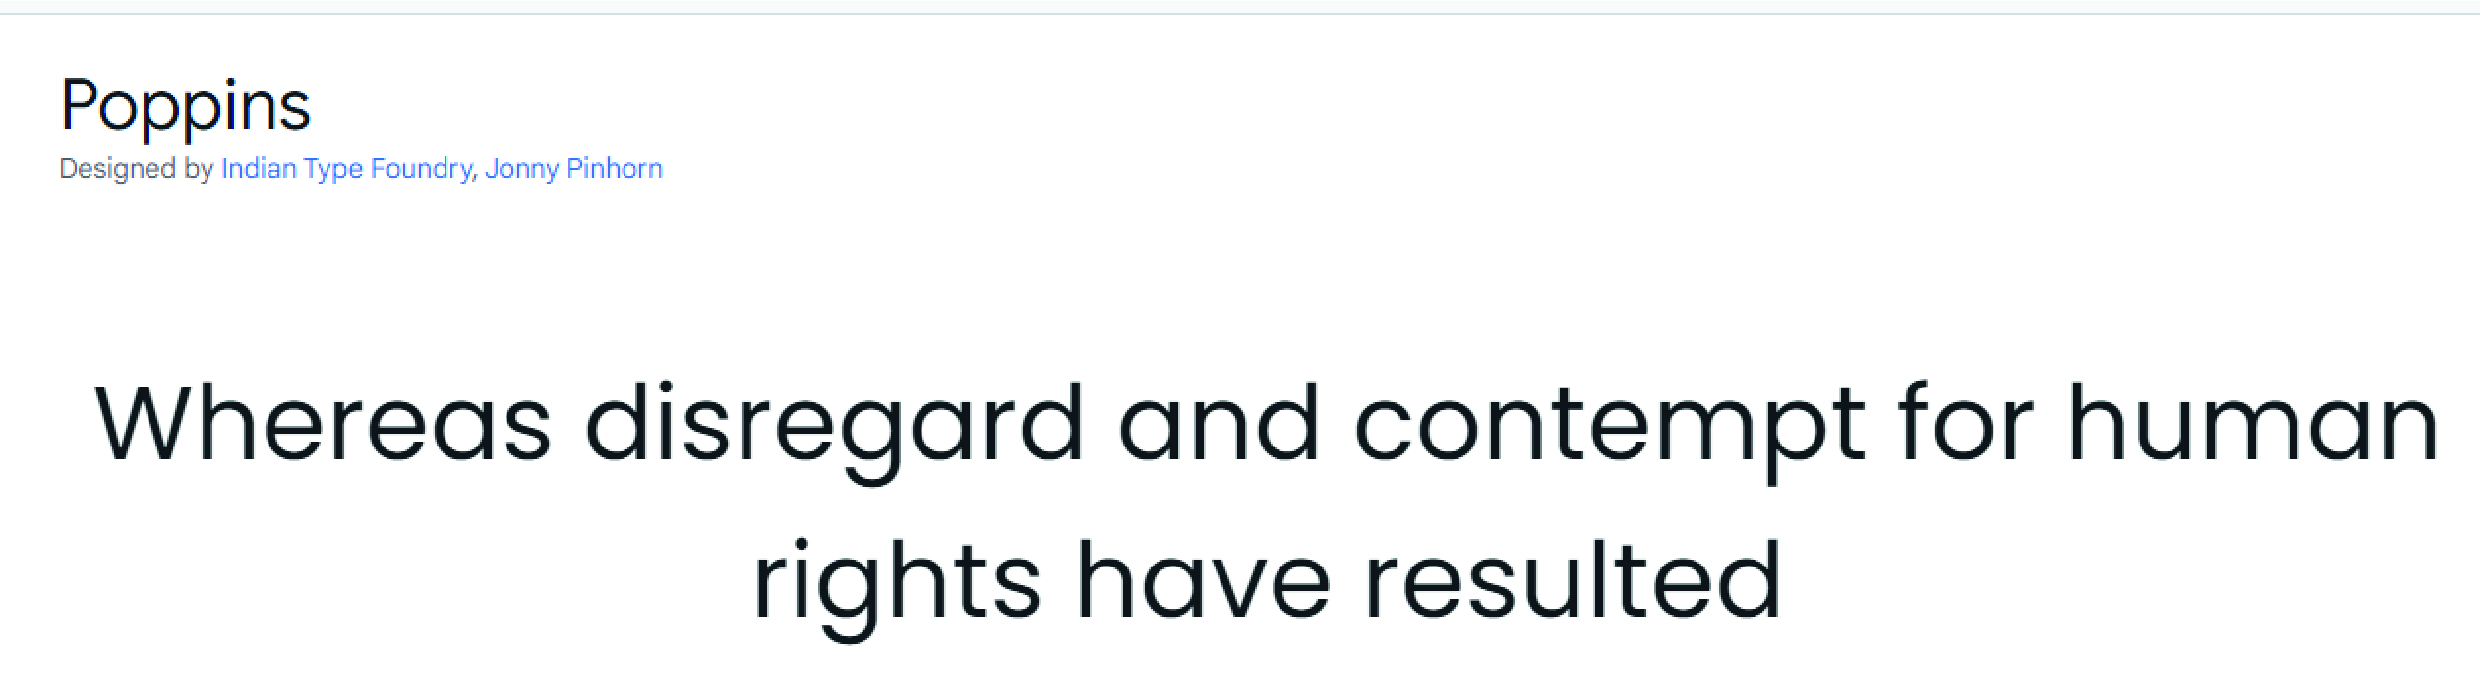 Poppins
Designed by Indian Type Foundry, Jonny Pinhorn
Whereas disregard and contempt for human
rights have resulted